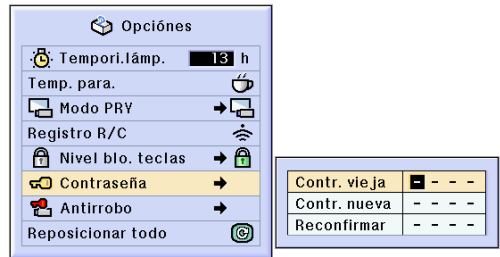 Opciónes
Tempori.lámp. 13 h
Temp. para.
Modo PRY
Registro R/C
Nivel blo. teclas
Contraseña
Antirrobo
Reposicionar todo
Contr. vieja - - - -
Contr. nueva - - - -
Reconfirmar - - - -